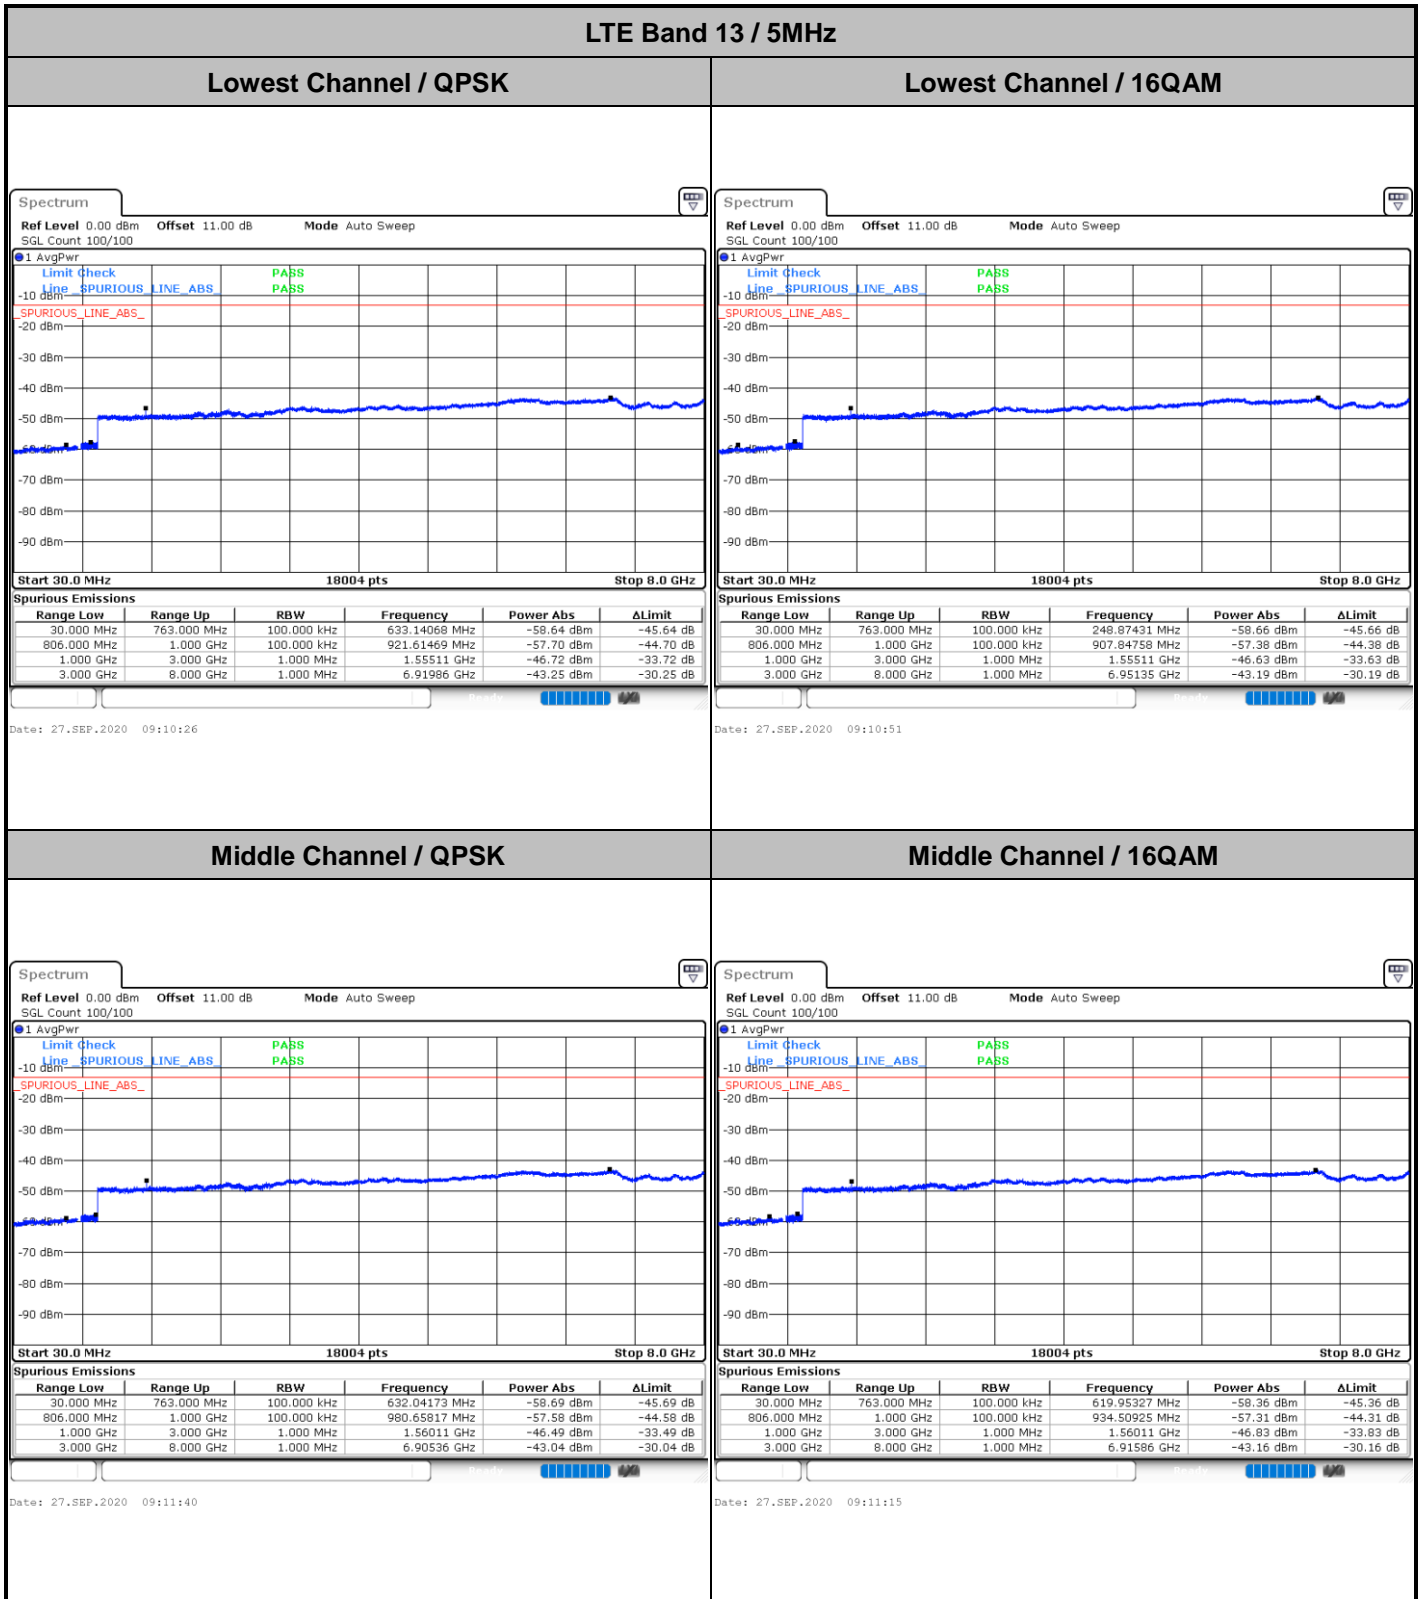 LTE Band 13 / 5MHz
Lowest Channel / QPSK
Lowest Channel / 16QAM
Spectrum
Ref Level 0.00 dBm Offset 11.00 dB Mode Auto Sweep
SGL Count 100/100
1 AvgPwr
Limit Check PASS
Line _SPURIOUS_LINE_ABS_ PASS
-10 dBm
_SPURIOUS_LINE_ABS_
-20 dBm
-30 dBm
-40 dBm
-50 dBm
-60 dBm
-70 dBm
-80 dBm
-90 dBm
Start 30.0 MHz 18004 pts Stop 8.0 GHz
Spurious Emissions
Range Low Range Up RBW Frequency Power Abs ΔLimit
30.000 MHz 763.000 MHz 100.000 kHz 633.14068 MHz -58.64 dBm -45.64 dB
806.000 MHz 1.000 GHz 100.000 kHz 921.61469 MHz -57.70 dBm -44.70 dB
1.000 GHz 3.000 GHz 1.000 MHz 1.55511 GHz -46.72 dBm -33.72 dB
3.000 GHz 8.000 GHz 1.000 MHz 6.91986 GHz -43.25 dBm -30.25 dB
Date: 27.SEP.2020 09:10:26
Spectrum
Ref Level 0.00 dBm Offset 11.00 dB Mode Auto Sweep
SGL Count 100/100
1 AvgPwr
Limit Check PASS
Line _SPURIOUS_LINE_ABS_ PASS
-10 dBm
_SPURIOUS_LINE_ABS_
-20 dBm
-30 dBm
-40 dBm
-50 dBm
-60 dBm
-70 dBm
-80 dBm
-90 dBm
Start 30.0 MHz 18004 pts Stop 8.0 GHz
Spurious Emissions
Range Low Range Up RBW Frequency Power Abs ΔLimit
30.000 MHz 763.000 MHz 100.000 kHz 248.87431 MHz -58.66 dBm -45.66 dB
806.000 MHz 1.000 GHz 100.000 kHz 907.84758 MHz -57.38 dBm -44.38 dB
1.000 GHz 3.000 GHz 1.000 MHz 1.55511 GHz -46.63 dBm -33.63 dB
3.000 GHz 8.000 GHz 1.000 MHz 6.95135 GHz -43.19 dBm -30.19 dB
Date: 27.SEP.2020 09:10:51
Middle Channel / QPSK
Middle Channel / 16QAM
Spectrum
Ref Level 0.00 dBm Offset 11.00 dB Mode Auto Sweep
SGL Count 100/100
1 AvgPwr
Limit Check PASS
Line _SPURIOUS_LINE_ABS_ PASS
-10 dBm
_SPURIOUS_LINE_ABS_
-20 dBm
-30 dBm
-40 dBm
-50 dBm
-60 dBm
-70 dBm
-80 dBm
-90 dBm
Start 30.0 MHz 18004 pts Stop 8.0 GHz
Spurious Emissions
Range Low Range Up RBW Frequency Power Abs ΔLimit
30.000 MHz 763.000 MHz 100.000 kHz 632.04173 MHz -58.69 dBm -45.69 dB
806.000 MHz 1.000 GHz 100.000 kHz 980.65817 MHz -57.58 dBm -44.58 dB
1.000 GHz 3.000 GHz 1.000 MHz 1.56011 GHz -46.49 dBm -33.49 dB
3.000 GHz 8.000 GHz 1.000 MHz 6.90536 GHz -43.04 dBm -30.04 dB
Date: 27.SEP.2020 09:11:40
Spectrum
Ref Level 0.00 dBm Offset 11.00 dB Mode Auto Sweep
SGL Count 100/100
1 AvgPwr
Limit Check PASS
Line _SPURIOUS_LINE_ABS_ PASS
-10 dBm
_SPURIOUS_LINE_ABS_
-20 dBm
-30 dBm
-40 dBm
-50 dBm
-60 dBm
-70 dBm
-80 dBm
-90 dBm
Start 30.0 MHz 18004 pts Stop 8.0 GHz
Spurious Emissions
Range Low Range Up RBW Frequency Power Abs ΔLimit
30.000 MHz 763.000 MHz 100.000 kHz 619.95327 MHz -58.36 dBm -45.36 dB
806.000 MHz 1.000 GHz 100.000 kHz 934.50925 MHz -57.31 dBm -44.31 dB
1.000 GHz 3.000 GHz 1.000 MHz 1.56011 GHz -46.83 dBm -33.83 dB
3.000 GHz 8.000 GHz 1.000 MHz 6.91586 GHz -43.16 dBm -30.16 dB
Date: 27.SEP.2020 09:11:15